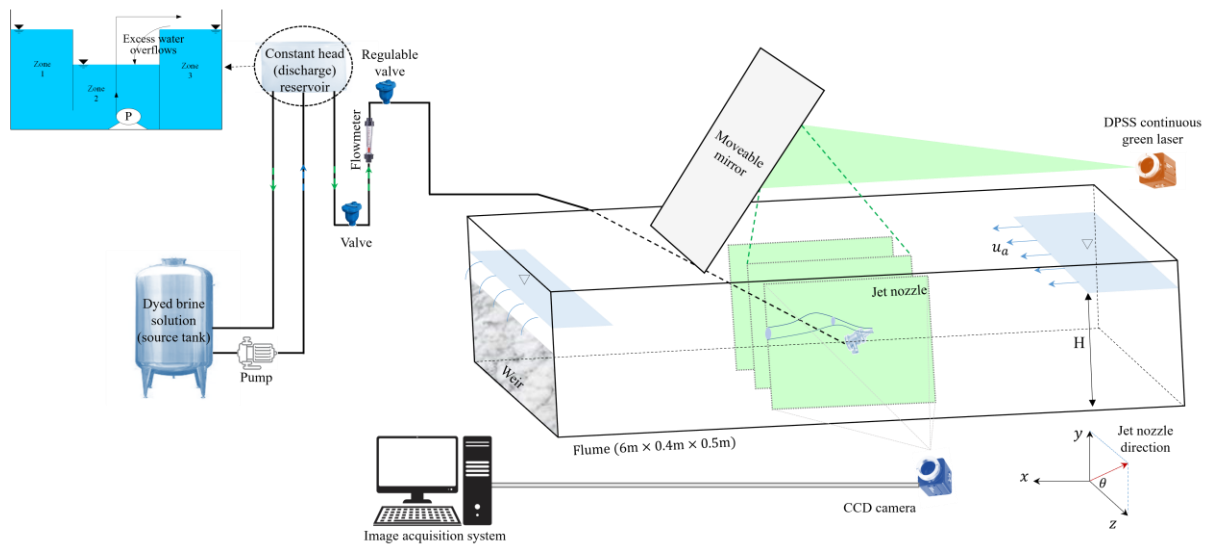 Excess water
overflows
Zone
1
Zone
2
Zone
3
P
Constant head
(discharge)
reservoir
Regulable
valve
Flowmeter
Valve
Moveable
mirror
DPSS continuous
green laser
u_a
Jet nozzle
H
Dyed brine
solution
(source tank)
Pump
Weir
Flume (6m × 0.4m × 0.5m)
y
Jet nozzle
direction
x
θ
z
CCD camera
Image acquisition system